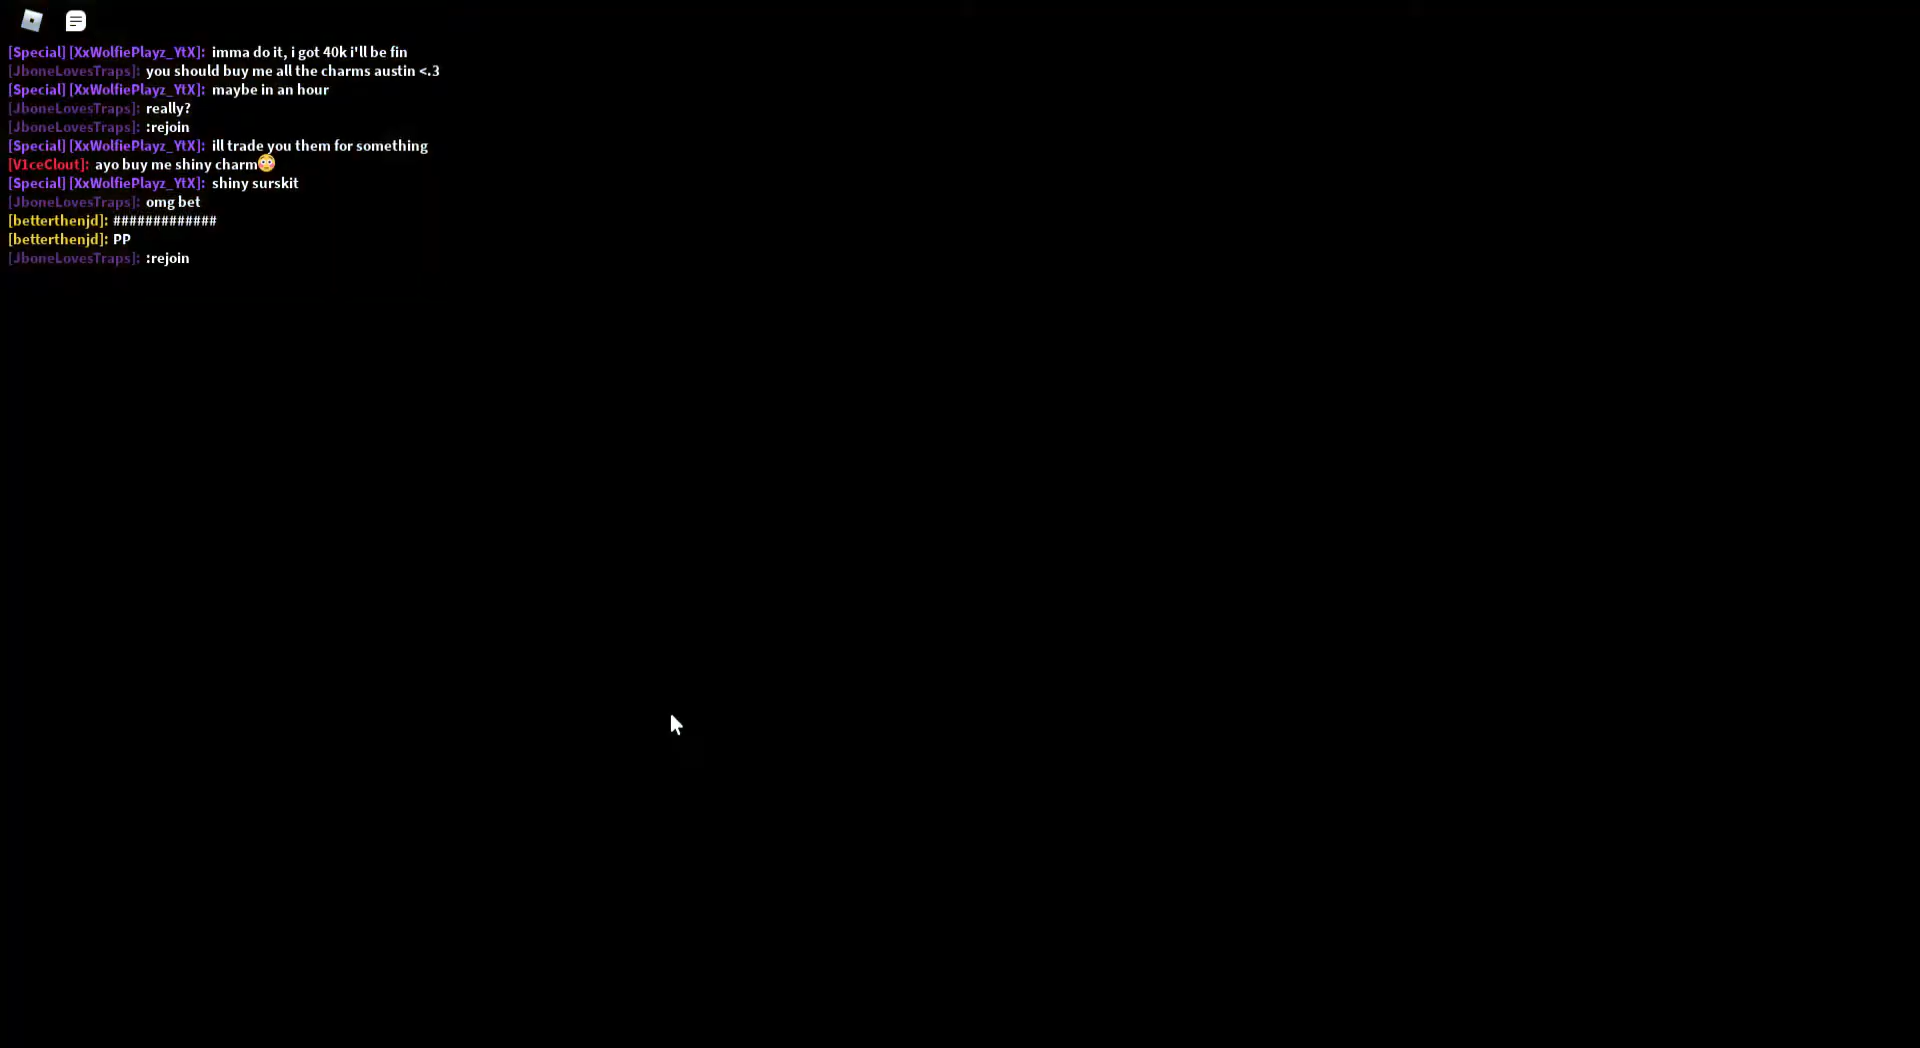 [Special] [XxWolfiePlayz_YtX]: imma do it, i got 40k i'll be fin
[JboneLovesTraps]: you should buy me all the charms austin <.3
[Special] [XxWolfiePlayz_YtX]: maybe in an hour
[JboneLovesTraps]: really?
[JboneLovesTraps]: :rejoin
[Special] [XxWolfiePlayz_YtX]: ill trade you them for something
[V1ceClout]: ayo buy me shiny charm😳
[Special] [XxWolfiePlayz_YtX]: shiny surskit
[JboneLovesTraps]: omg bet
[betterthenjd]: #############
[betterthenjd]: PP
[JboneLovesTraps]: :rejoin